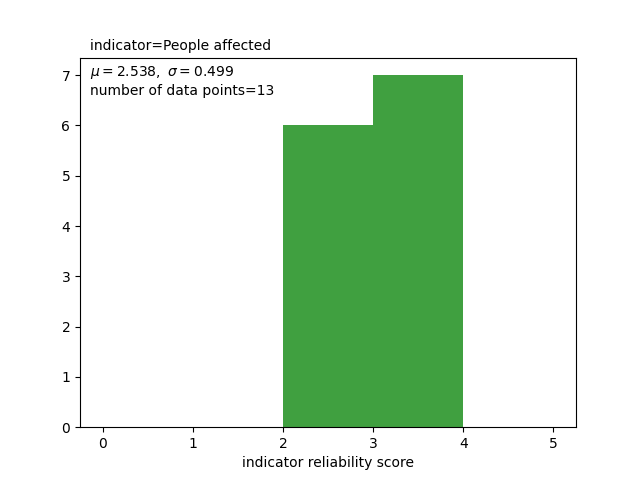 indicator=People affected
μ = 2.538, σ = 0.499
number of data points=13
7
6
5
4
3
2
1
0
0 1 2 3 4 5
indicator reliability score